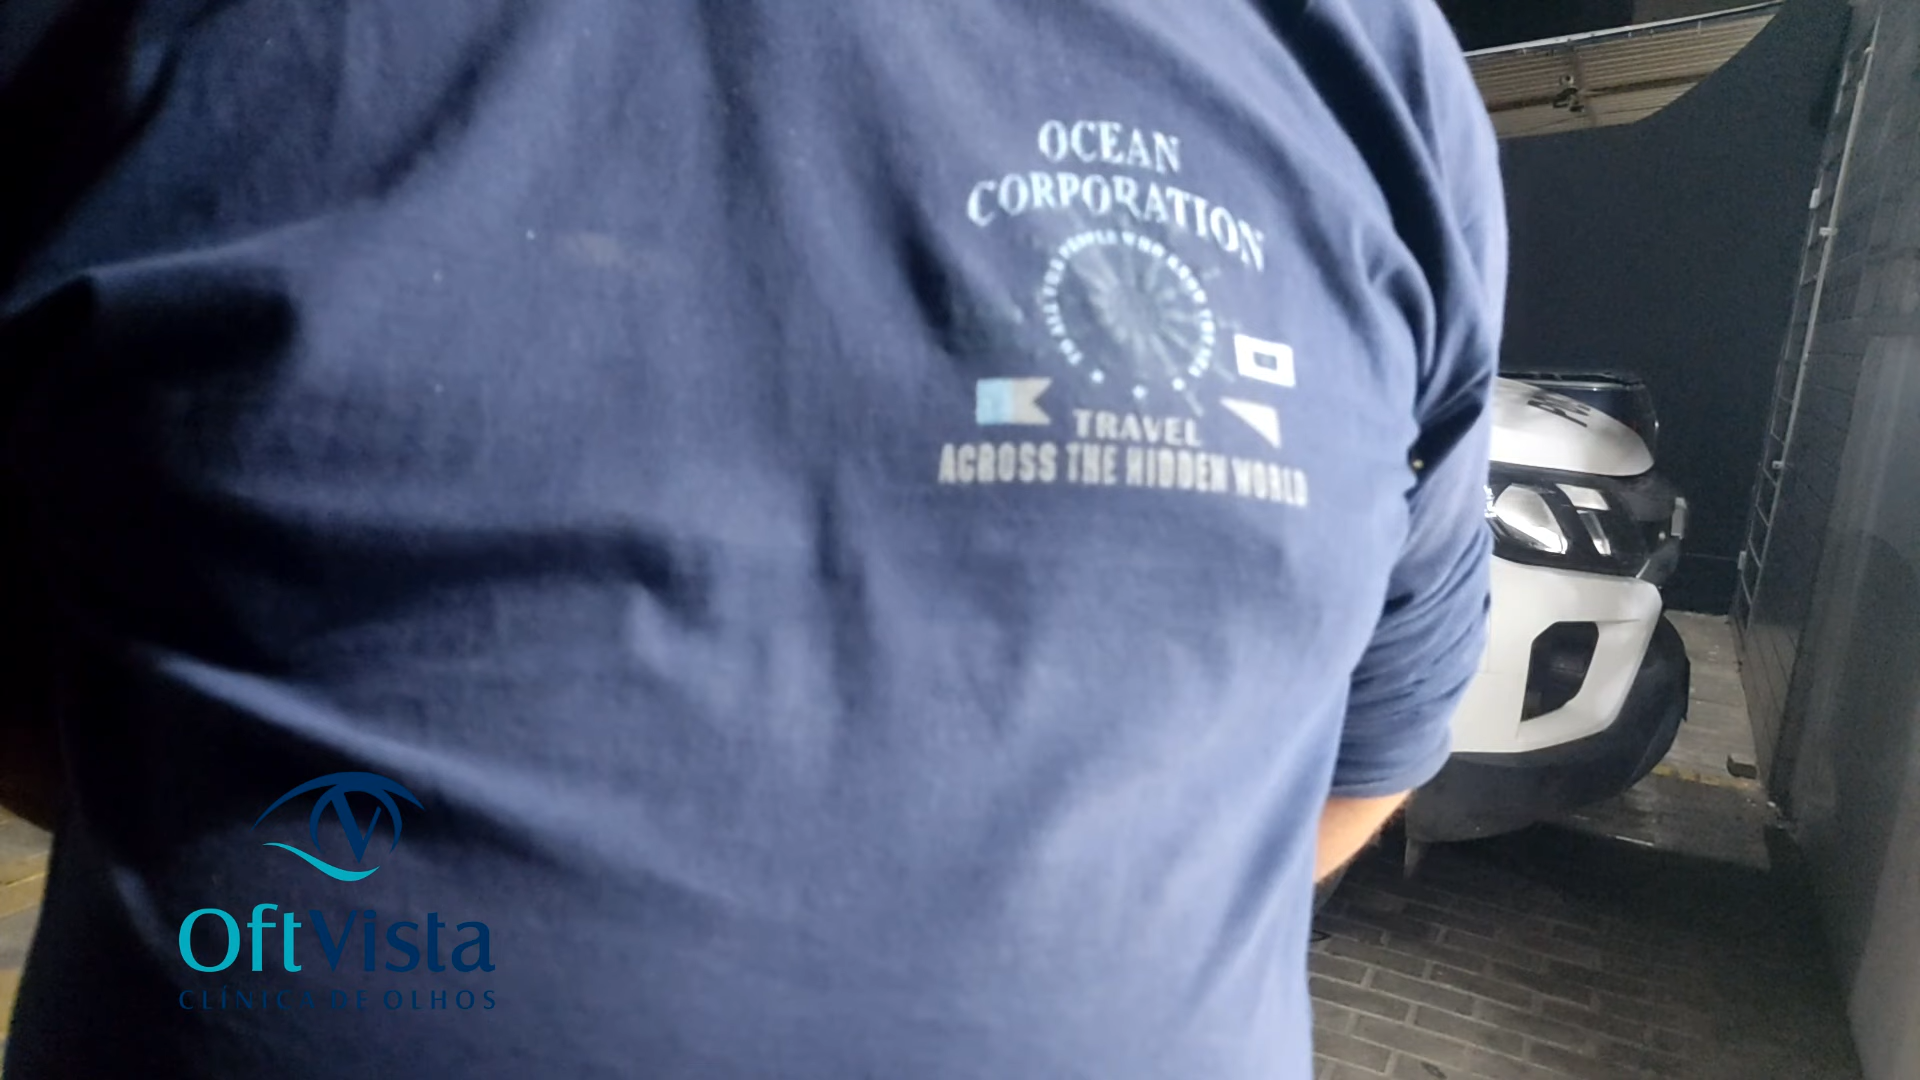 OCEAN
CORPORATION
TRAVEL
ACROSS THE HIDDEN WORLD
OftVista
CLÍNICA DE OLHOS